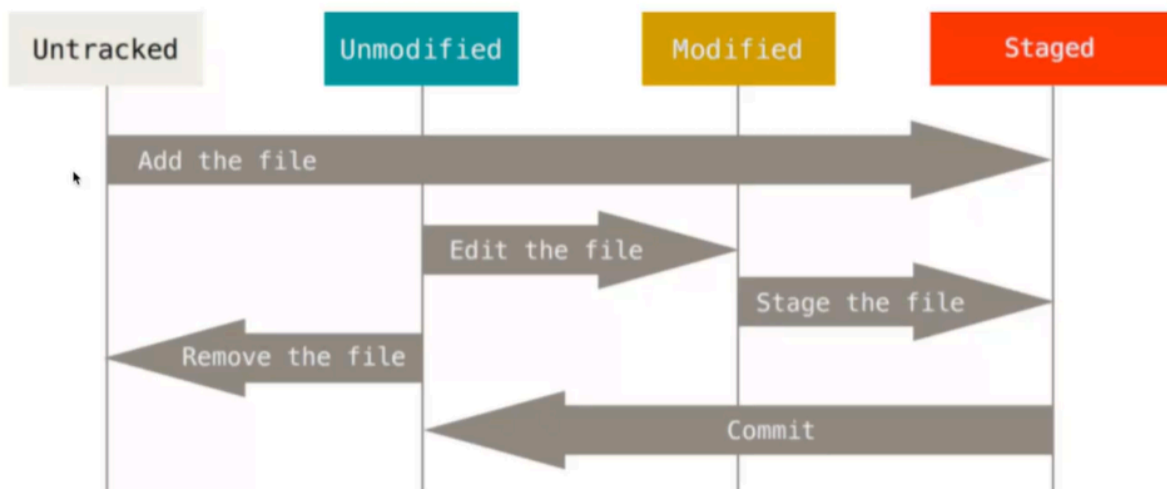 Untracked
Unmodified
Modified
Staged
Add the file
Edit the file
Stage the file
Remove the file
Commit